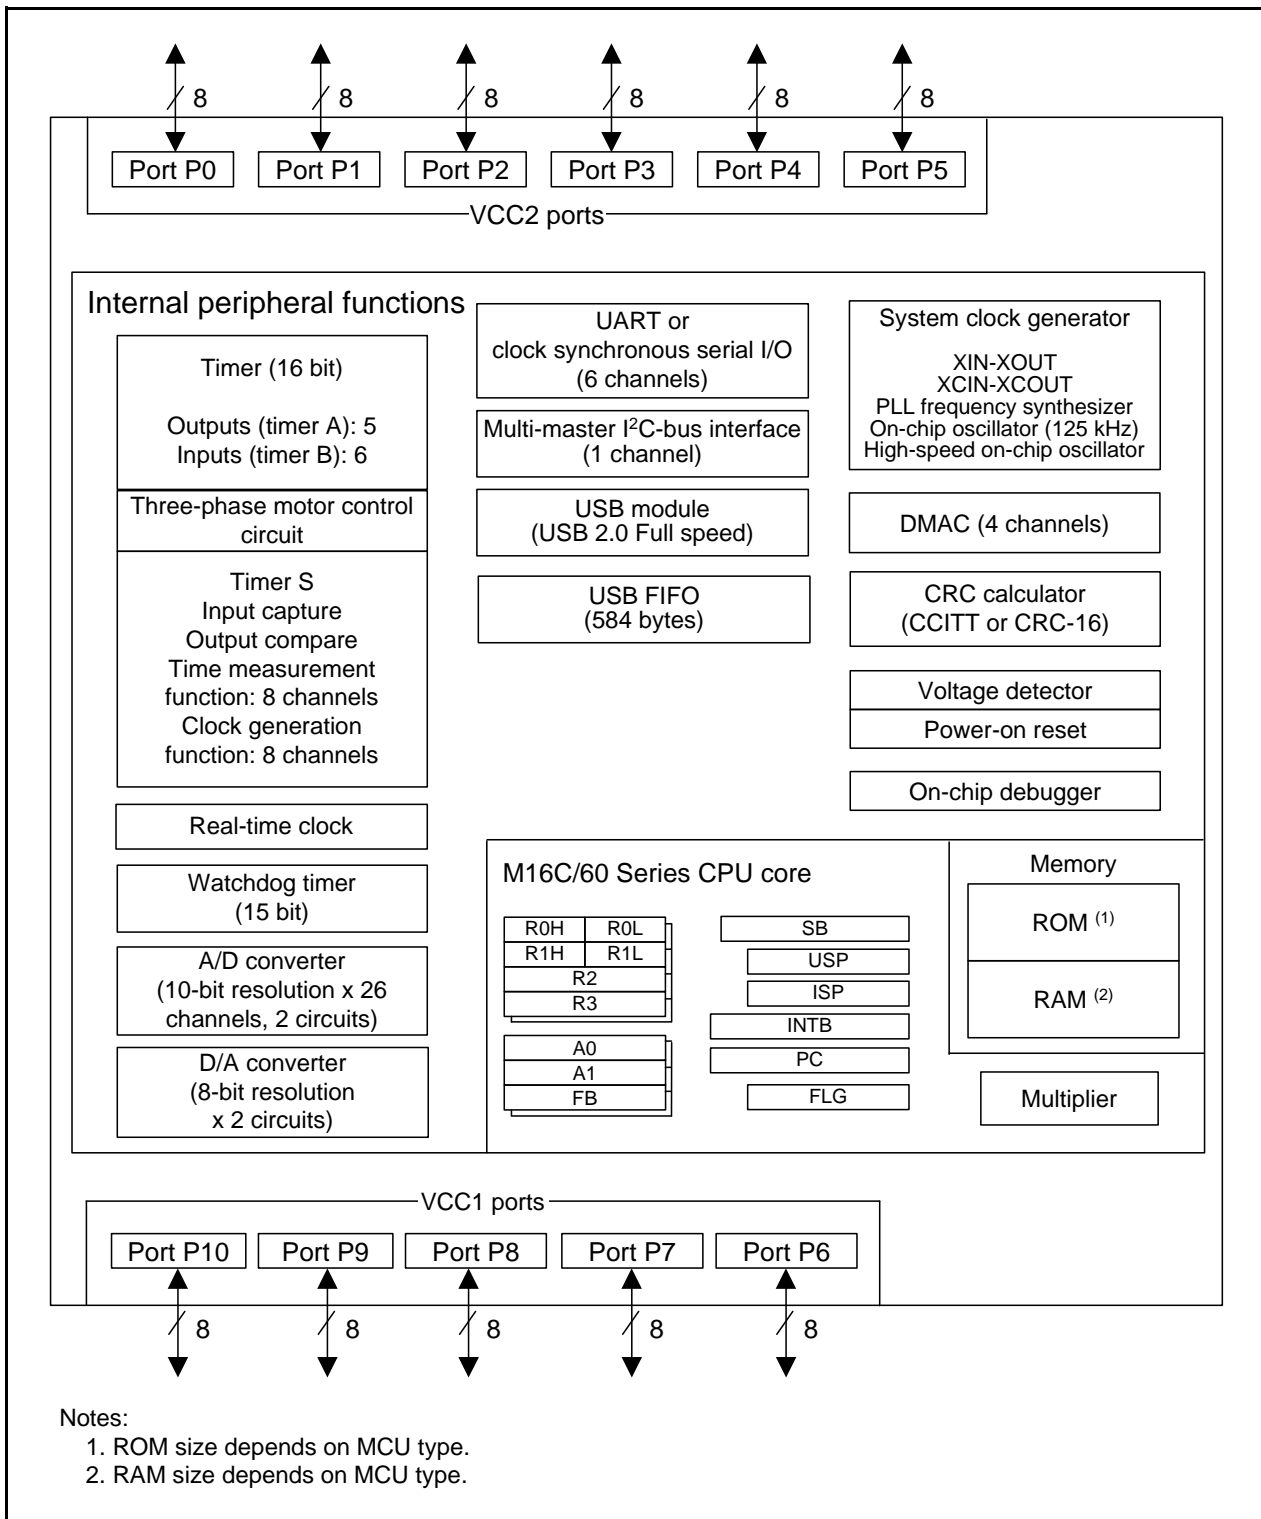 8 8 8 8 8 8
Port P0 Port P1 Port P2 Port P3 Port P4 Port P5
VCC2 ports
Internal peripheral functions
Timer (16 bit)
Outputs (timer A): 5
Inputs (timer B): 6
Three-phase motor control
circuit
Timer S
Input capture
Output compare
Time measurement
function: 8 channels
Clock generation
function: 8 channels
Real-time clock
Watchdog timer
(15 bit)
A/D converter
(10-bit resolution x 26
channels, 2 circuits)
D/A converter
(8-bit resolution
x 2 circuits)
UART or
clock synchronous serial I/O
(6 channels)
Multi-master I²C-bus interface
(1 channel)
USB module
(USB 2.0 Full speed)
USB FIFO
(584 bytes)
System clock generator
XIN-XOUT
XCIN-XCOUT
PLL frequency synthesizer
On-chip oscillator (125 kHz)
High-speed on-chip oscillator
DMAC (4 channels)
CRC calculator
(CCITT or CRC-16)
Voltage detector
Power-on reset
On-chip debugger
M16C/60 Series CPU core
R0H R0L
R1H R1L
R2
R3
A0
A1
FB
SB
USP
ISP
INTB
PC
FLG
Memory
ROM (1)
RAM (2)
Multiplier
VCC1 ports
Port P10 Port P9 Port P8 Port P7 Port P6
8 8 8 8 8
Notes:
1. ROM size depends on MCU type.
2. RAM size depends on MCU type.